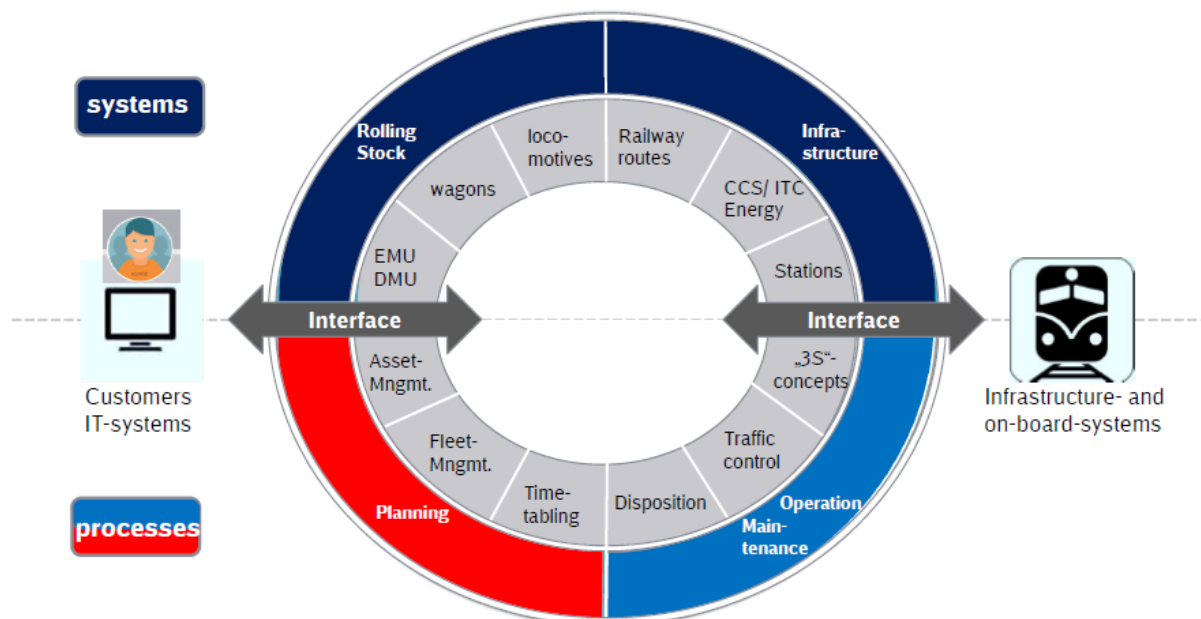 systems
Rolling
Stock
loco-
motives
Railway
routes
Infra-
structure
wagons
CCS/ ITC
Energy
EMU
DMU
Stations
Interface
Interface
Customers
IT-systems
Asset-
Mngmt.
„3S“-
concepts
Infrastructure- and
on-board-systems
Fleet-
Mngmt.
Traffic
control
processes
Planning
Time-
tabling
Disposition
Operation
Main-
tenance